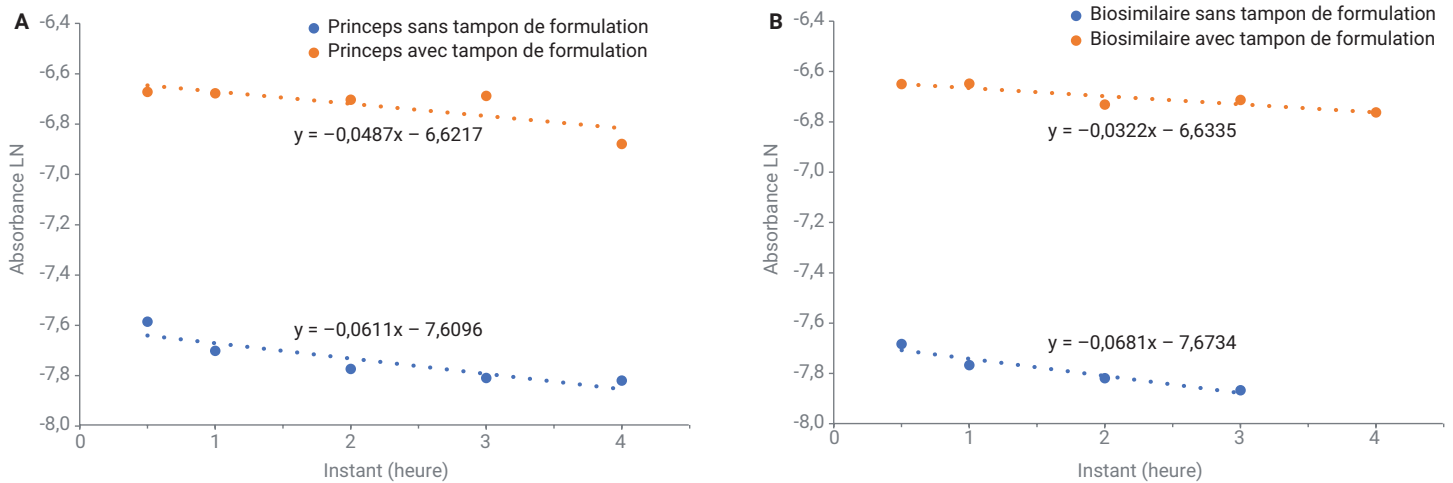 A
Princeps sans tampon de formulation
Princeps avec tampon de formulation
Absorbance LN
-6,4
-6,6
-6,8
-7,0
-7,2
-7,4
-7,6
-7,8
-8,0
y = −0,0487x − 6,6217
y = −0,0611x − 7,6096
0 1 2 3 4
Instant (heure)
B
Biosimilaire sans tampon de formulation
Biosimilaire avec tampon de formulation
Absorbance LN
-6,4
-6,6
-6,8
-7,0
-7,2
-7,4
-7,6
-7,8
-8,0
y = −0,0322x − 6,6335
y = −0,0681x − 7,6734
0 1 2 3 4
Instant (heure)